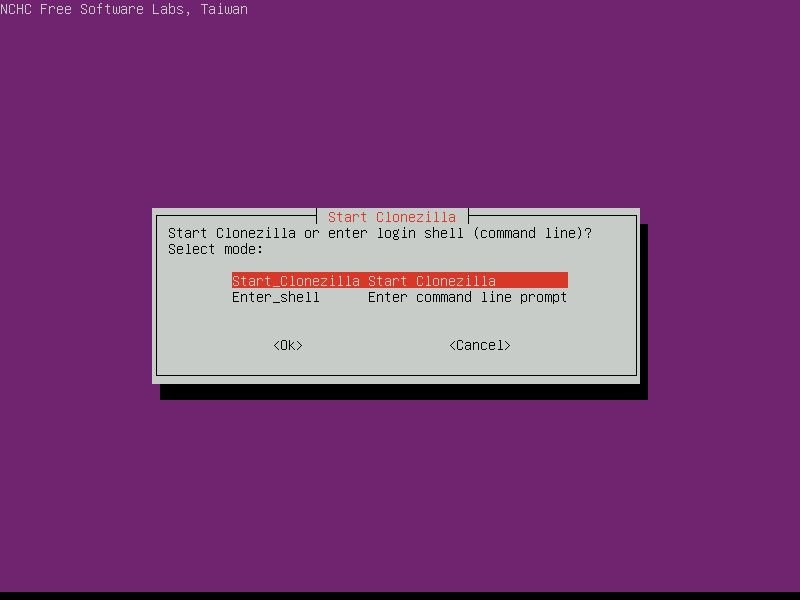 NCHC Free Software Labs, Taiwan
Start Clonezilla
Start Clonezilla or enter login shell (command line)?
Select mode:
Start_Clonezilla Start Clonezilla
Enter_shell Enter command line prompt
<Ok> <Cancel>